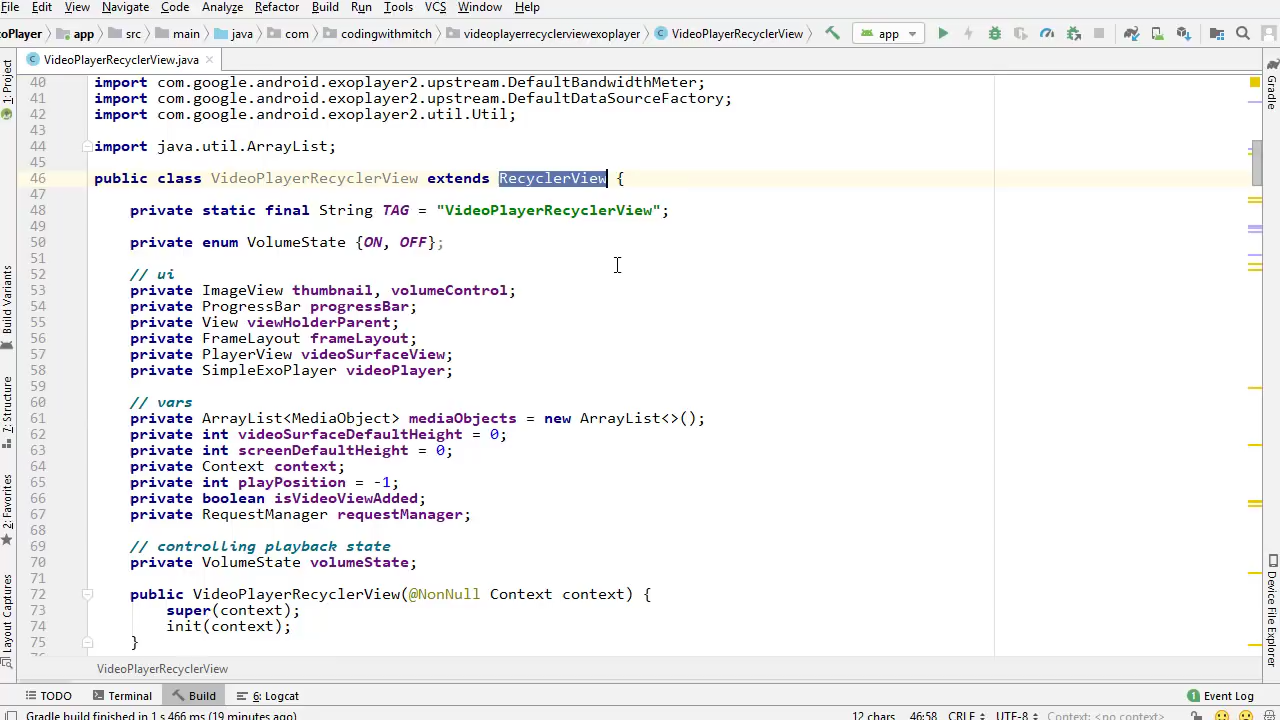 File Edit View Navigate Code Analyze Refactor Build Run Tools VCS Window Help
oPlayer app src main java com codingwithmitch videoplayerrecyclerviewexoplayer VideoPlayerRecyclerView app
VideoPlayerRecyclerView.java
1: Project
Build Variants
7: Structure
2: Favorites
Layout Captures
40 import com.google.android.exoplayer2.upstream.DefaultBandwidthMeter;
41 import com.google.android.exoplayer2.upstream.DefaultDataSourceFactory;
42 import com.google.android.exoplayer2.util.Util;
43
44 import java.util.ArrayList;
45
46 public class VideoPlayerRecyclerView extends RecyclerView {
47
48 private static final String TAG = "VideoPlayerRecyclerView";
49
50 private enum VolumeState {ON, OFF};
51
52 // ui
53 private ImageView thumbnail, volumeControl;
54 private ProgressBar progressBar;
55 private View viewHolderParent;
56 private FrameLayout frameLayout;
57 private PlayerView videoSurfaceView;
58 private SimpleExoPlayer videoPlayer;
59
60 // vars
61 private ArrayList<MediaObject> mediaObjects = new ArrayList<>();
62 private int videoSurfaceDefaultHeight = 0;
63 private int screenDefaultHeight = 0;
64 private Context context;
65 private int playPosition = -1;
66 private boolean isVideoViewAdded;
67 private RequestManager requestManager;
68
69 // controlling playback state
70 private VolumeState volumeState;
71
72 public VideoPlayerRecyclerView(@NonNull Context context) {
73 super(context);
74 init(context);
75 }
Gradle
Device File Explorer
VideoPlayerRecyclerView
TODO Terminal Build 6: Logcat 1 Event Log
Gradle build finished in 1 s 466 ms (19 minutes ago) 12 chars 46:58 CRLF UTF-8 Context: <no context>